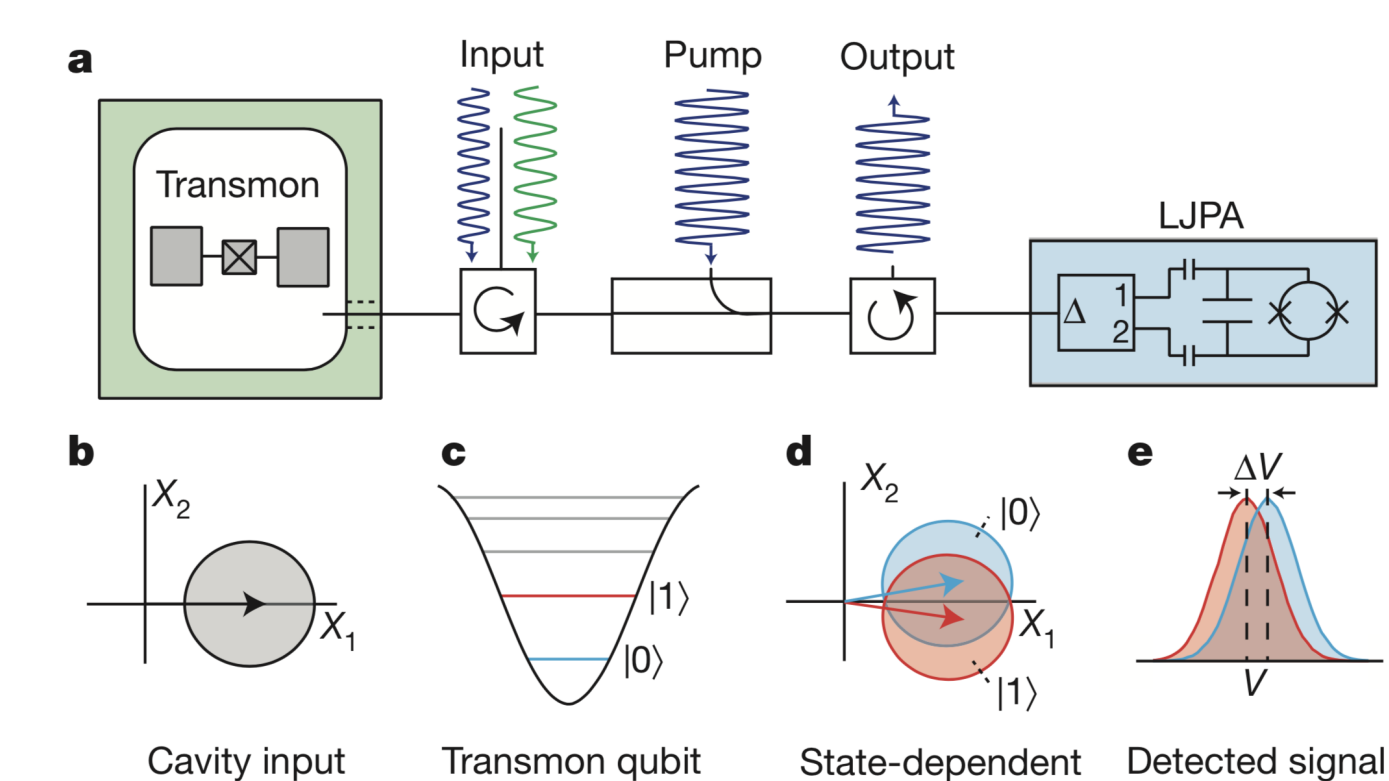 a
Input
Pump
Output
Transmon
LJPA
Δ
1
2
b
c
d
e
X2
X1
|1⟩
|0⟩
X2
|0⟩
X1
|1⟩
ΔV
V
Cavity input
Transmon qubit
State-dependent
Detected signal